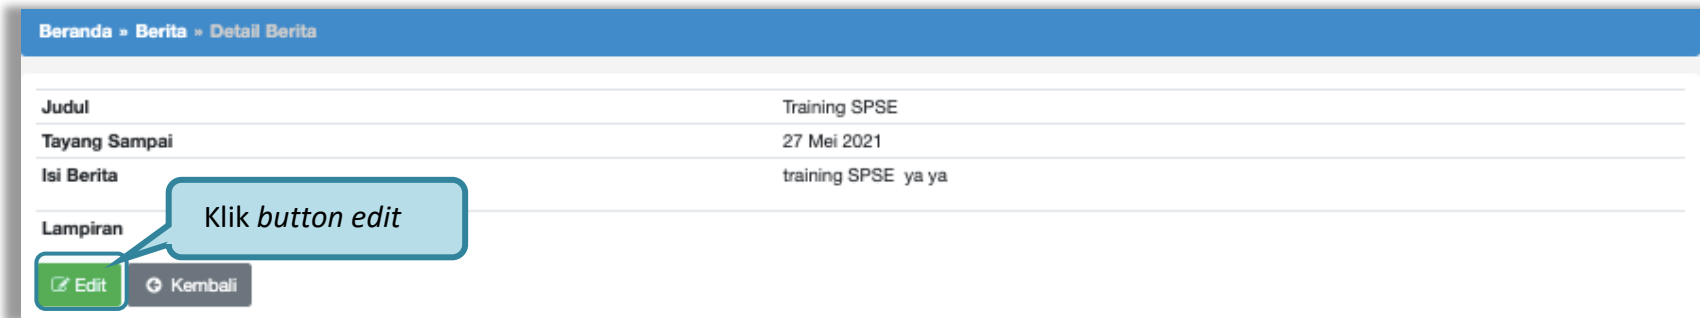 Beranda » Berita » Detail Berita
Judul Training SPSE
Tayang Sampai 27 Mei 2021
Isi Berita training SPSE ya ya
Klik button edit
Lampiran
Edit Kembali